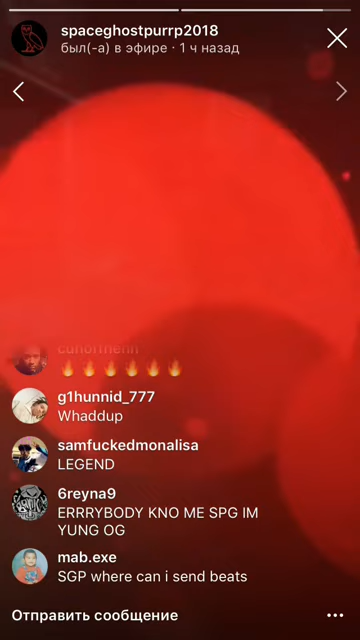 spaceghostpurrp2018
был(-а) в эфире · 1 ч назад
🔥🔥🔥🔥🔥🔥
g1hunnid_777
Whaddup
samfuckedmonalisa
LEGEND
6reyna9
ERRRYBODY KNO ME SPG IM
YUNG OG
mab.exe
SGP where can i send beats
Отправить сообщение